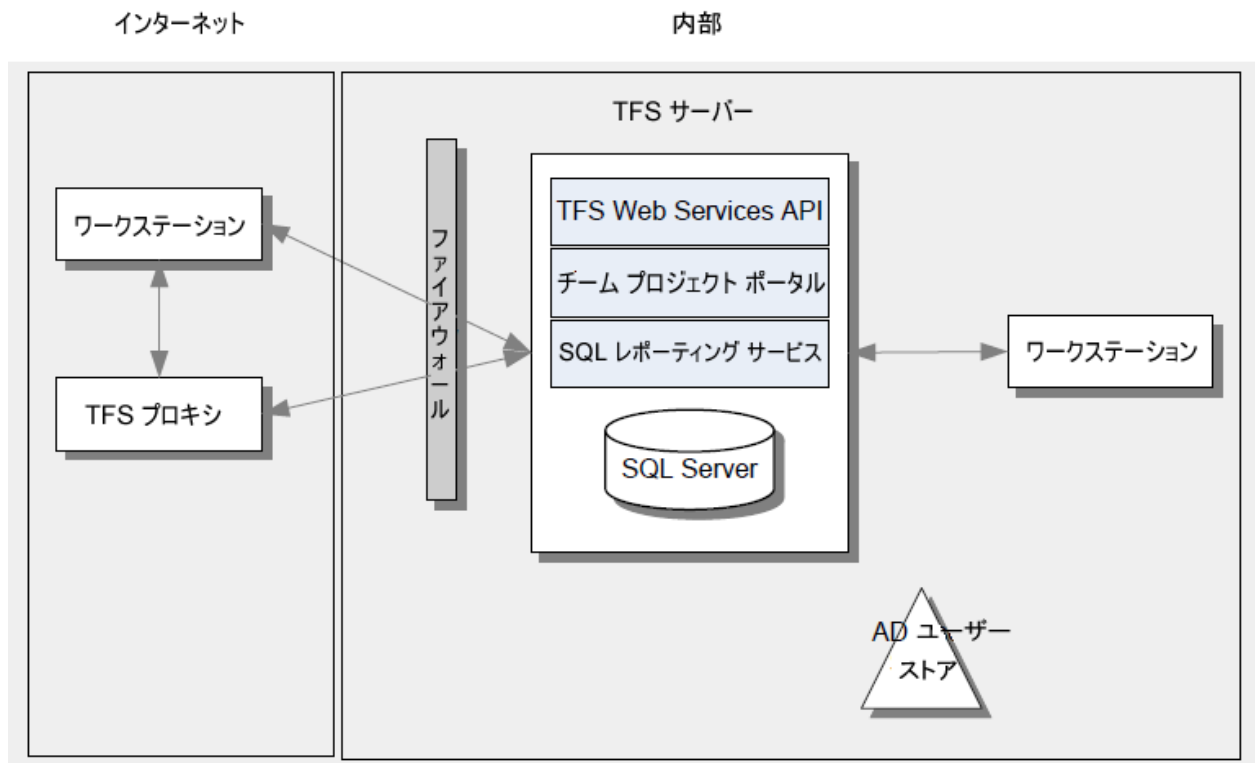 インターネット
内部
TFS サーバー
ワークステーション
TFS プロキシ
ファイアウォール
TFS Web Services API
チーム プロジェクト ポータル
SQL レポーティング サービス
SQL Server
ワークステーション
AD ユーザー
ストア